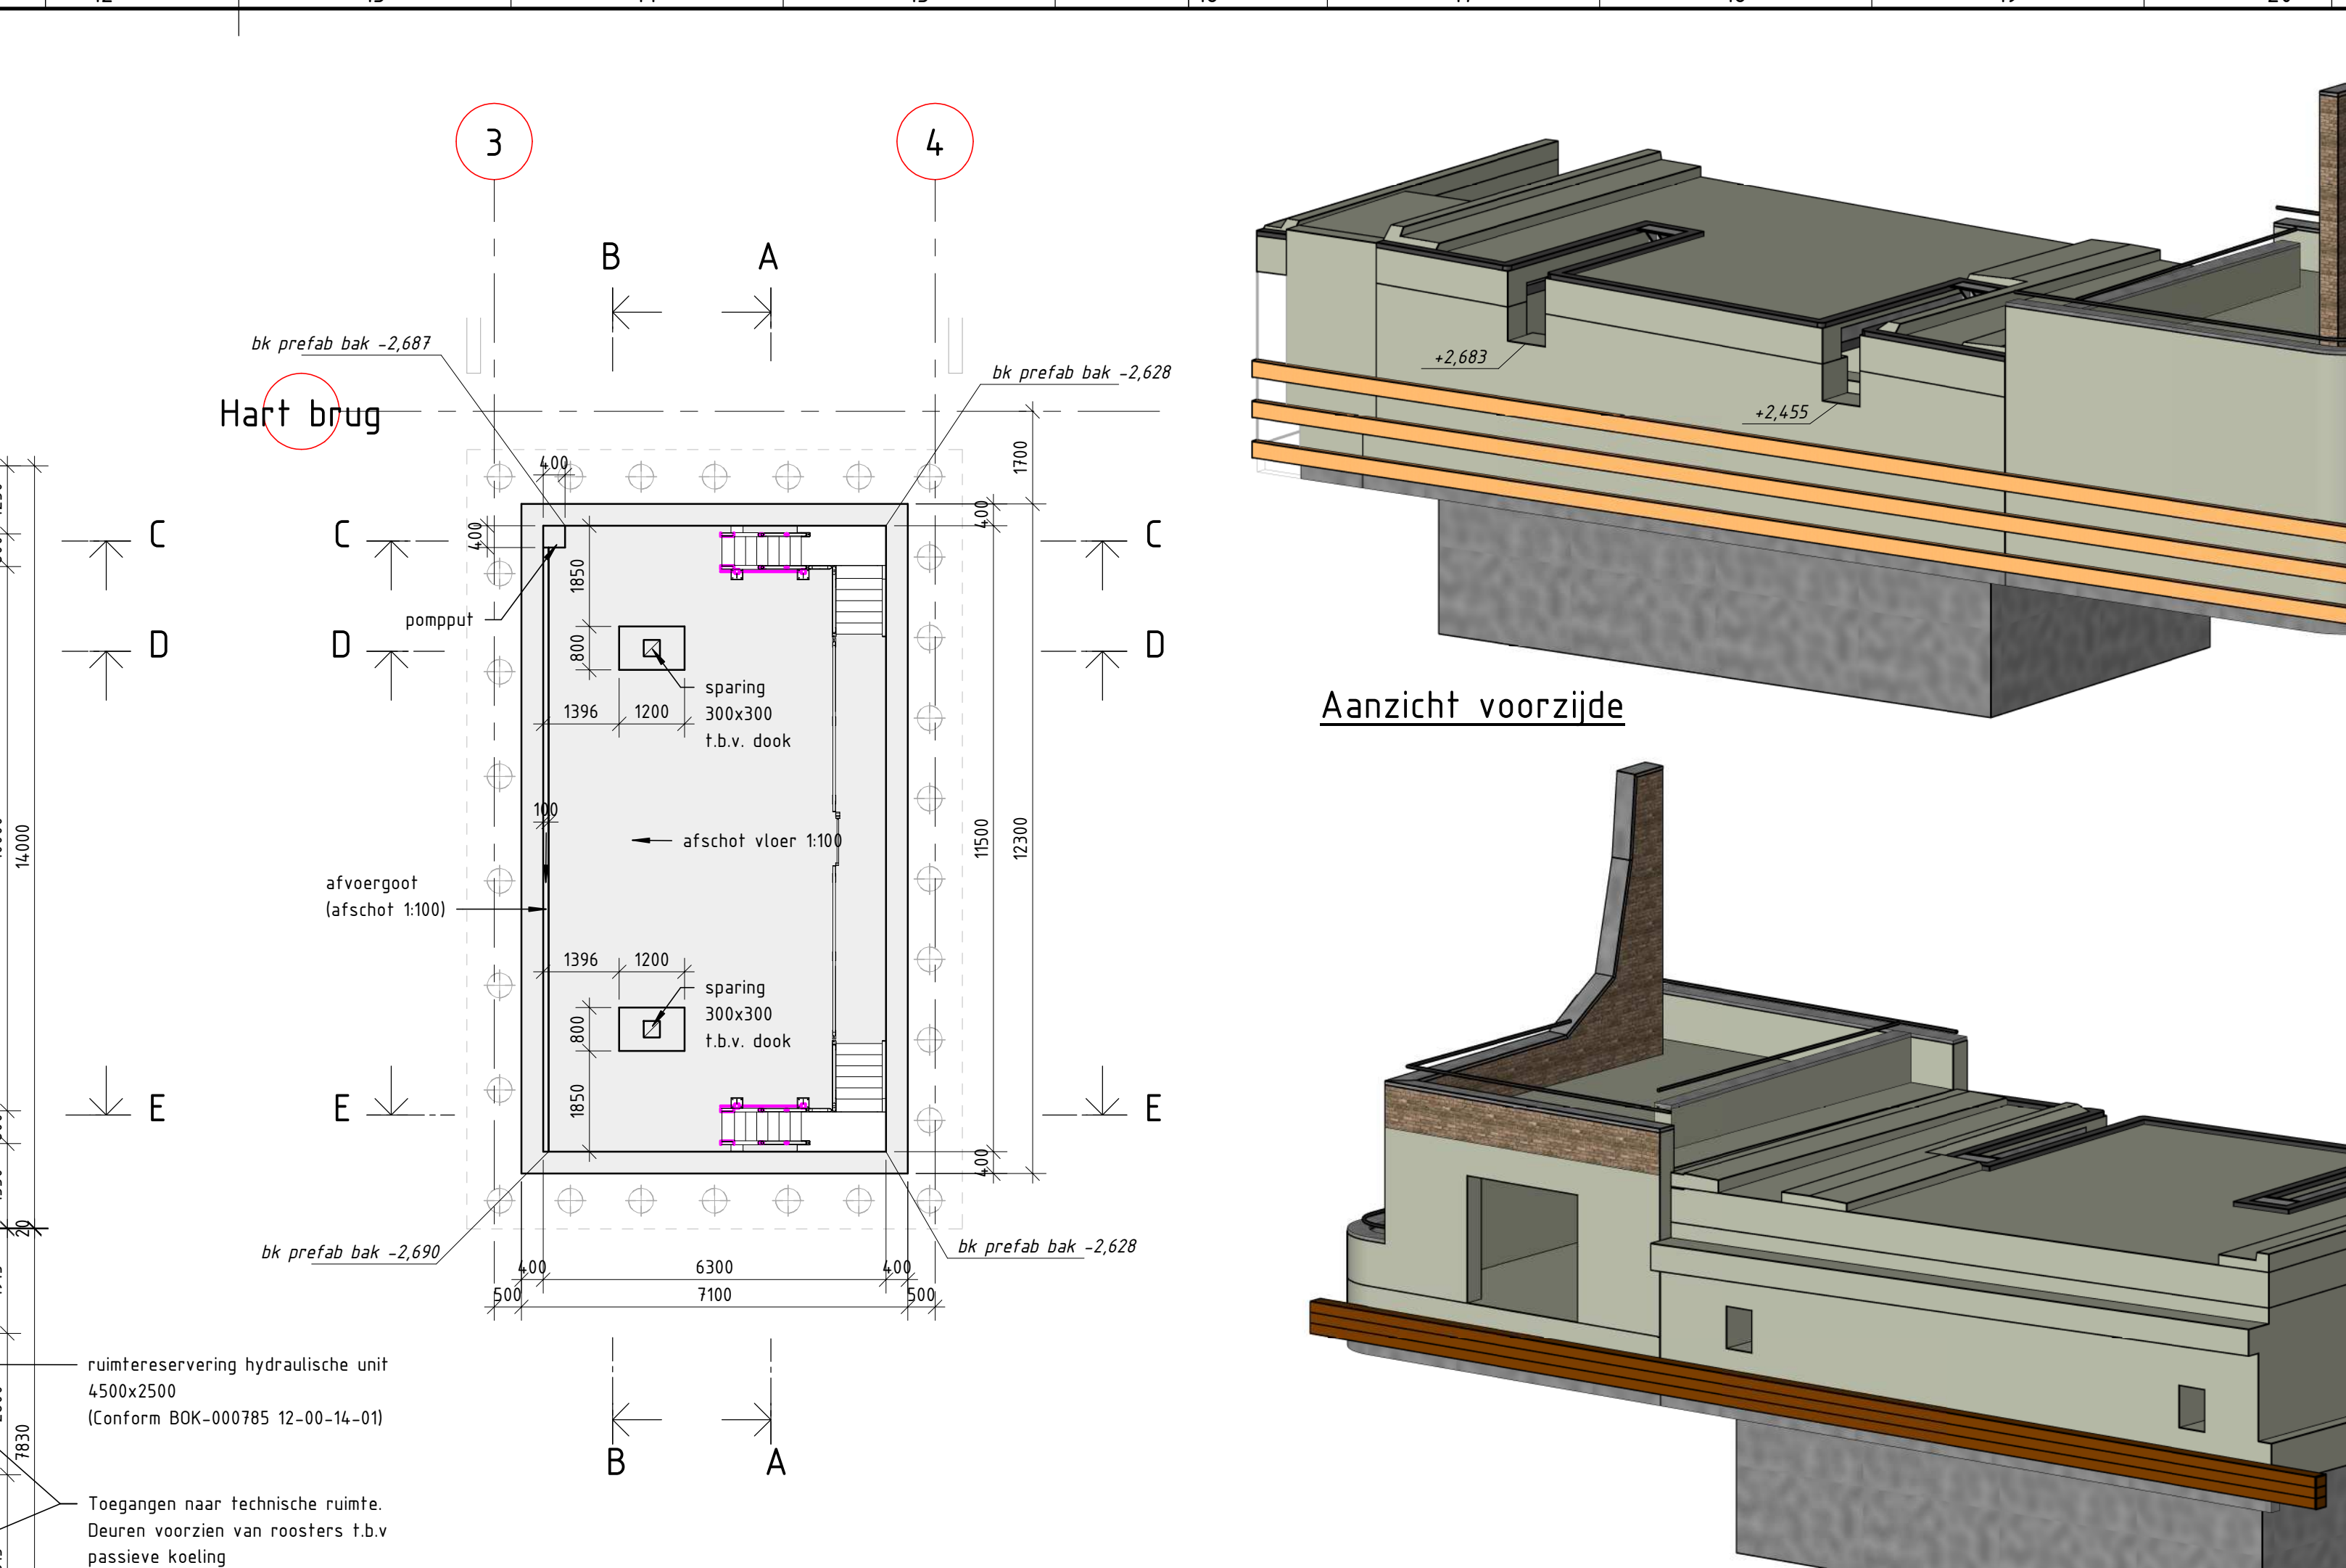 3
4
B
A
bk prefab bak -2,687
bk prefab bak -2,628
Hart brug
400
1700
400
400
C
C
C
1850
pompput
D
D
D
800
sparing
300x300
t.b.v. dook
1396
1200
100
afschot vloer 1:100
11500
12300
14000
afvoergoot
(afschot 1:100)
1396
1200
sparing
300x300
t.b.v. dook
800
E
E
E
1850
400
20
bk prefab bak -2,690
bk prefab bak -2,628
400
6300
400
500
7100
500
ruimtereservering hydraulische unit
4500x2500
(Conform BOK-000785 12-00-14-01)
7830
B
A
Toegangen naar technische ruimte.
Deuren voorzien van roosters t.b.v
passieve koeling
+2,683
+2,455
Aanzicht voorzijde